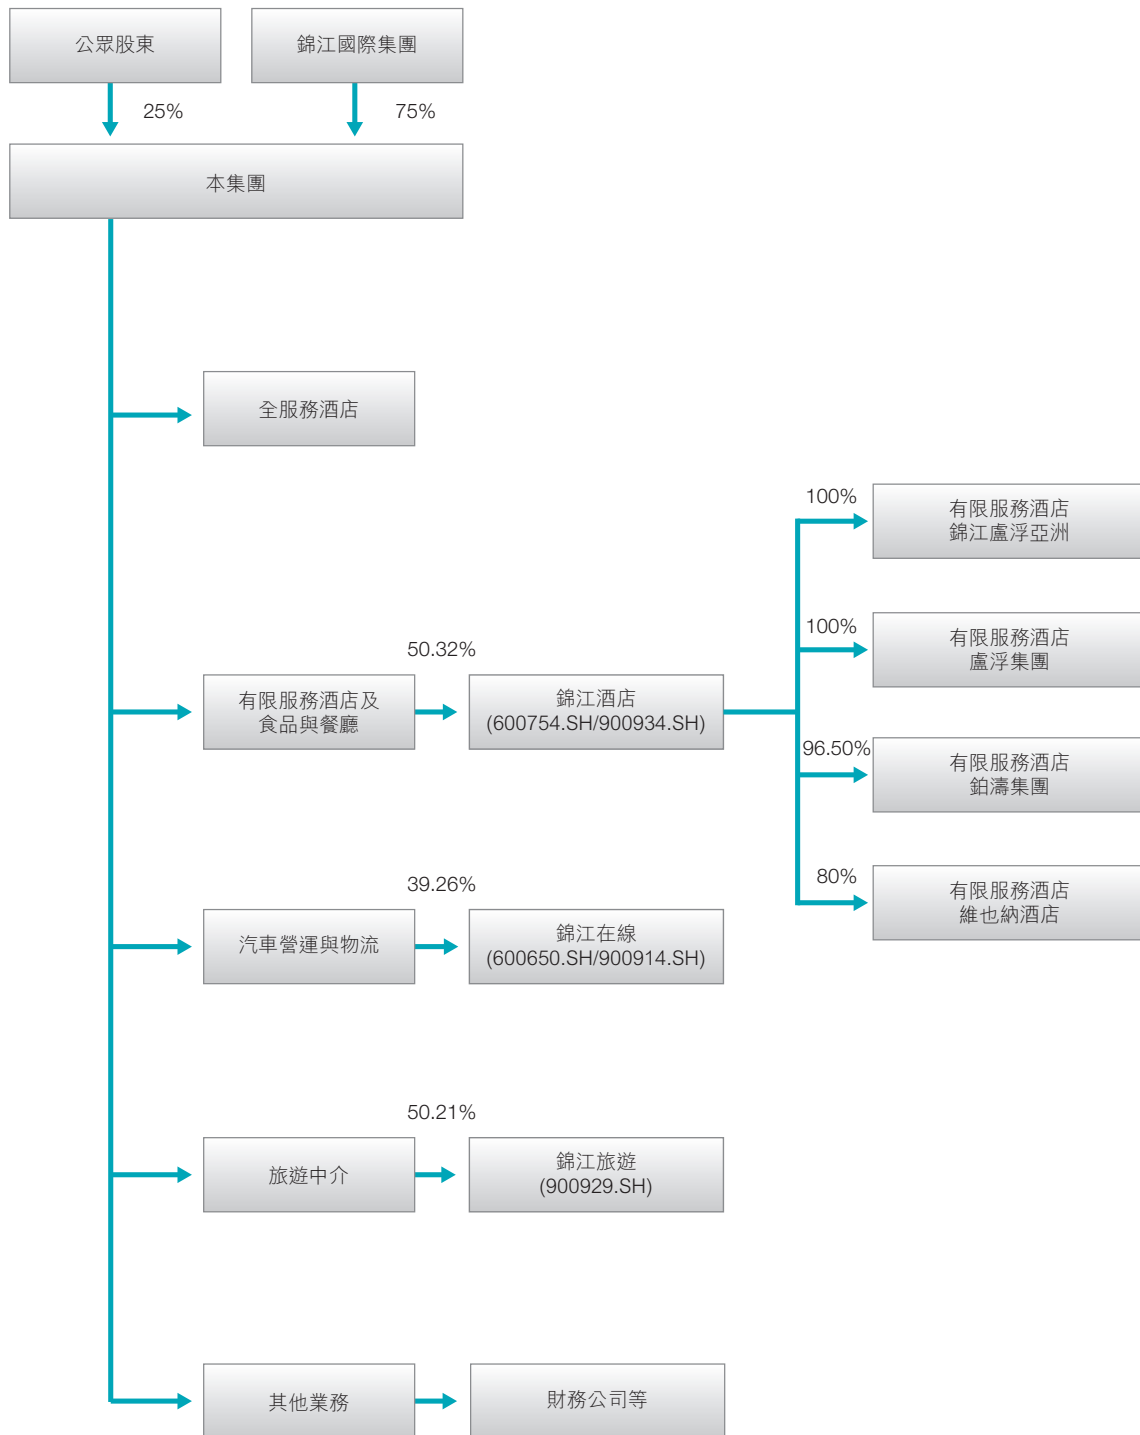 公眾股東
錦江國際集團
25%
75%
本集團
全服務酒店
100%
有限服務酒店
錦江盧浮亞洲
100%
有限服務酒店
盧浮集團
50.32%
有限服務酒店及
食品與餐廳
錦江酒店
(600754.SH/900934.SH)
96.50%
有限服務酒店
鉑濤集團
80%
有限服務酒店
維也納酒店
39.26%
汽車營運與物流
錦江在線
(600650.SH/900914.SH)
50.21%
旅遊中介
錦江旅遊
(900929.SH)
其他業務
財務公司等